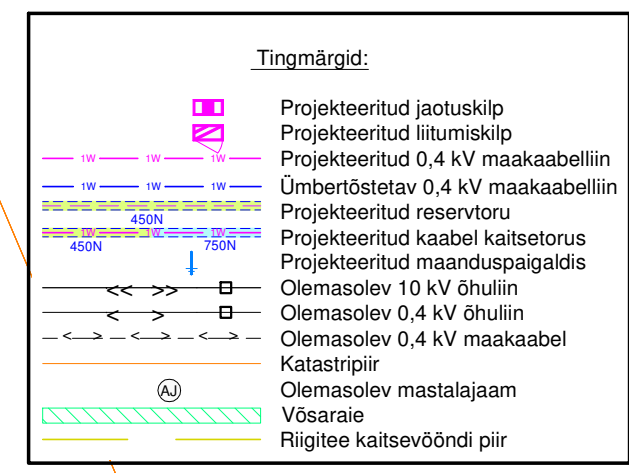 Tingmärgid:
Projekteeritud jaotuskilp
Projekteeritud liitumiskilp
1W 1W 1W Projekteeritud 0,4 kV maakaabelliin
1W 1W 1W Ümbertõstetav 0,4 kV maakaabelliin
Projekteeritud reservtoru
450N
1W 1W 1W Projekteeritud kaabel kaitsetorus
450N 750N
Projekteeritud maanduspaigaldis
<< >> Olemasolev 10 kV õhuliin
< > Olemasolev 0,4 kV õhuliin
< > < > < > Olemasolev 0,4 kV maakaabel
Katastripiir
AJ Olemasolev mastalajaam
Võsaraie
Riigitee kaitsevööndi piir